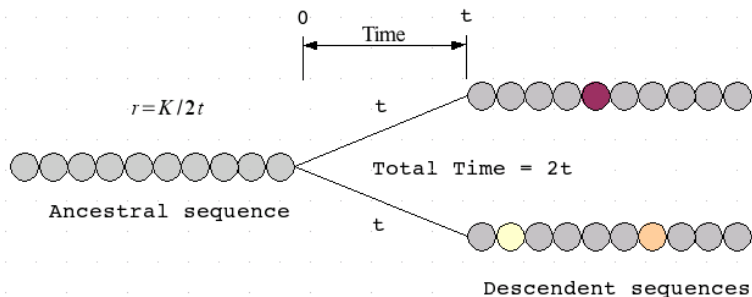 0
t
Time
r=K/2t
t
Total Time = 2t
Ancestral sequence
t
Descendent sequences